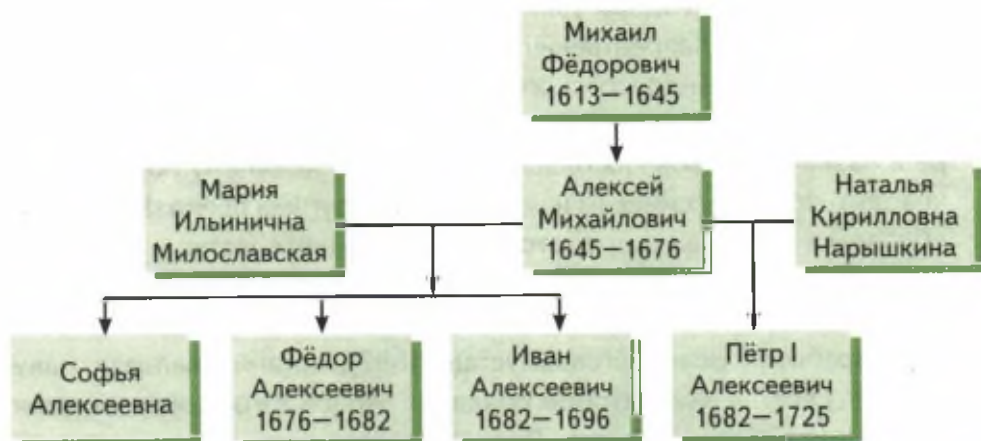 Михаил
Фёдорович
1613–1645
Мария
Ильинична
Милославская
Алексей
Михайлович
1645–1676
Наталья
Кирилловна
Нарышкина
Софья
Алексеевна
Фёдор
Алексеевич
1676–1682
Иван
Алексеевич
1682–1696
Пётр I
Алексеевич
1682–1725